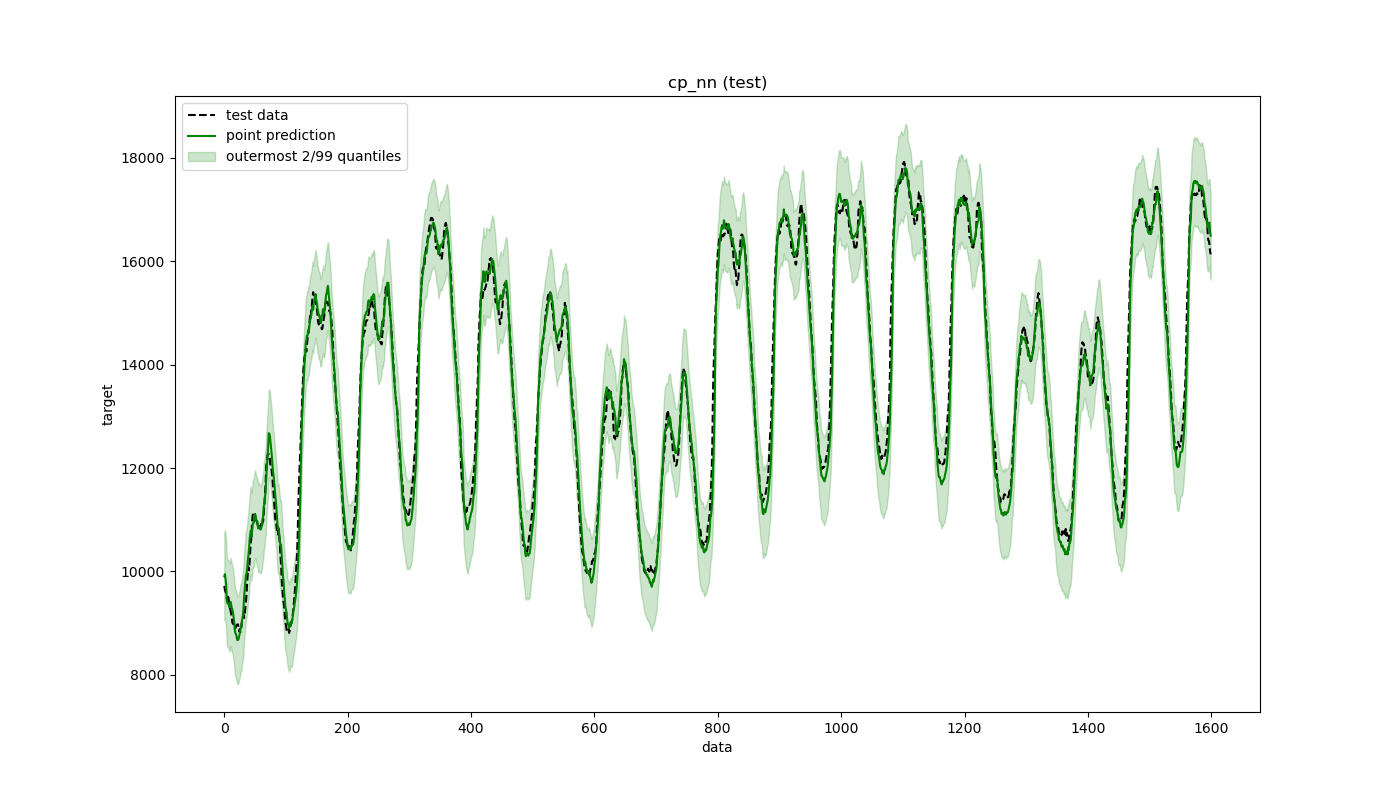 cp_nn (test)
test data
point prediction
outermost 2/99 quantiles
18000
16000
14000
12000
10000
8000
target
0 200 400 600 800 1000 1200 1400 1600
data